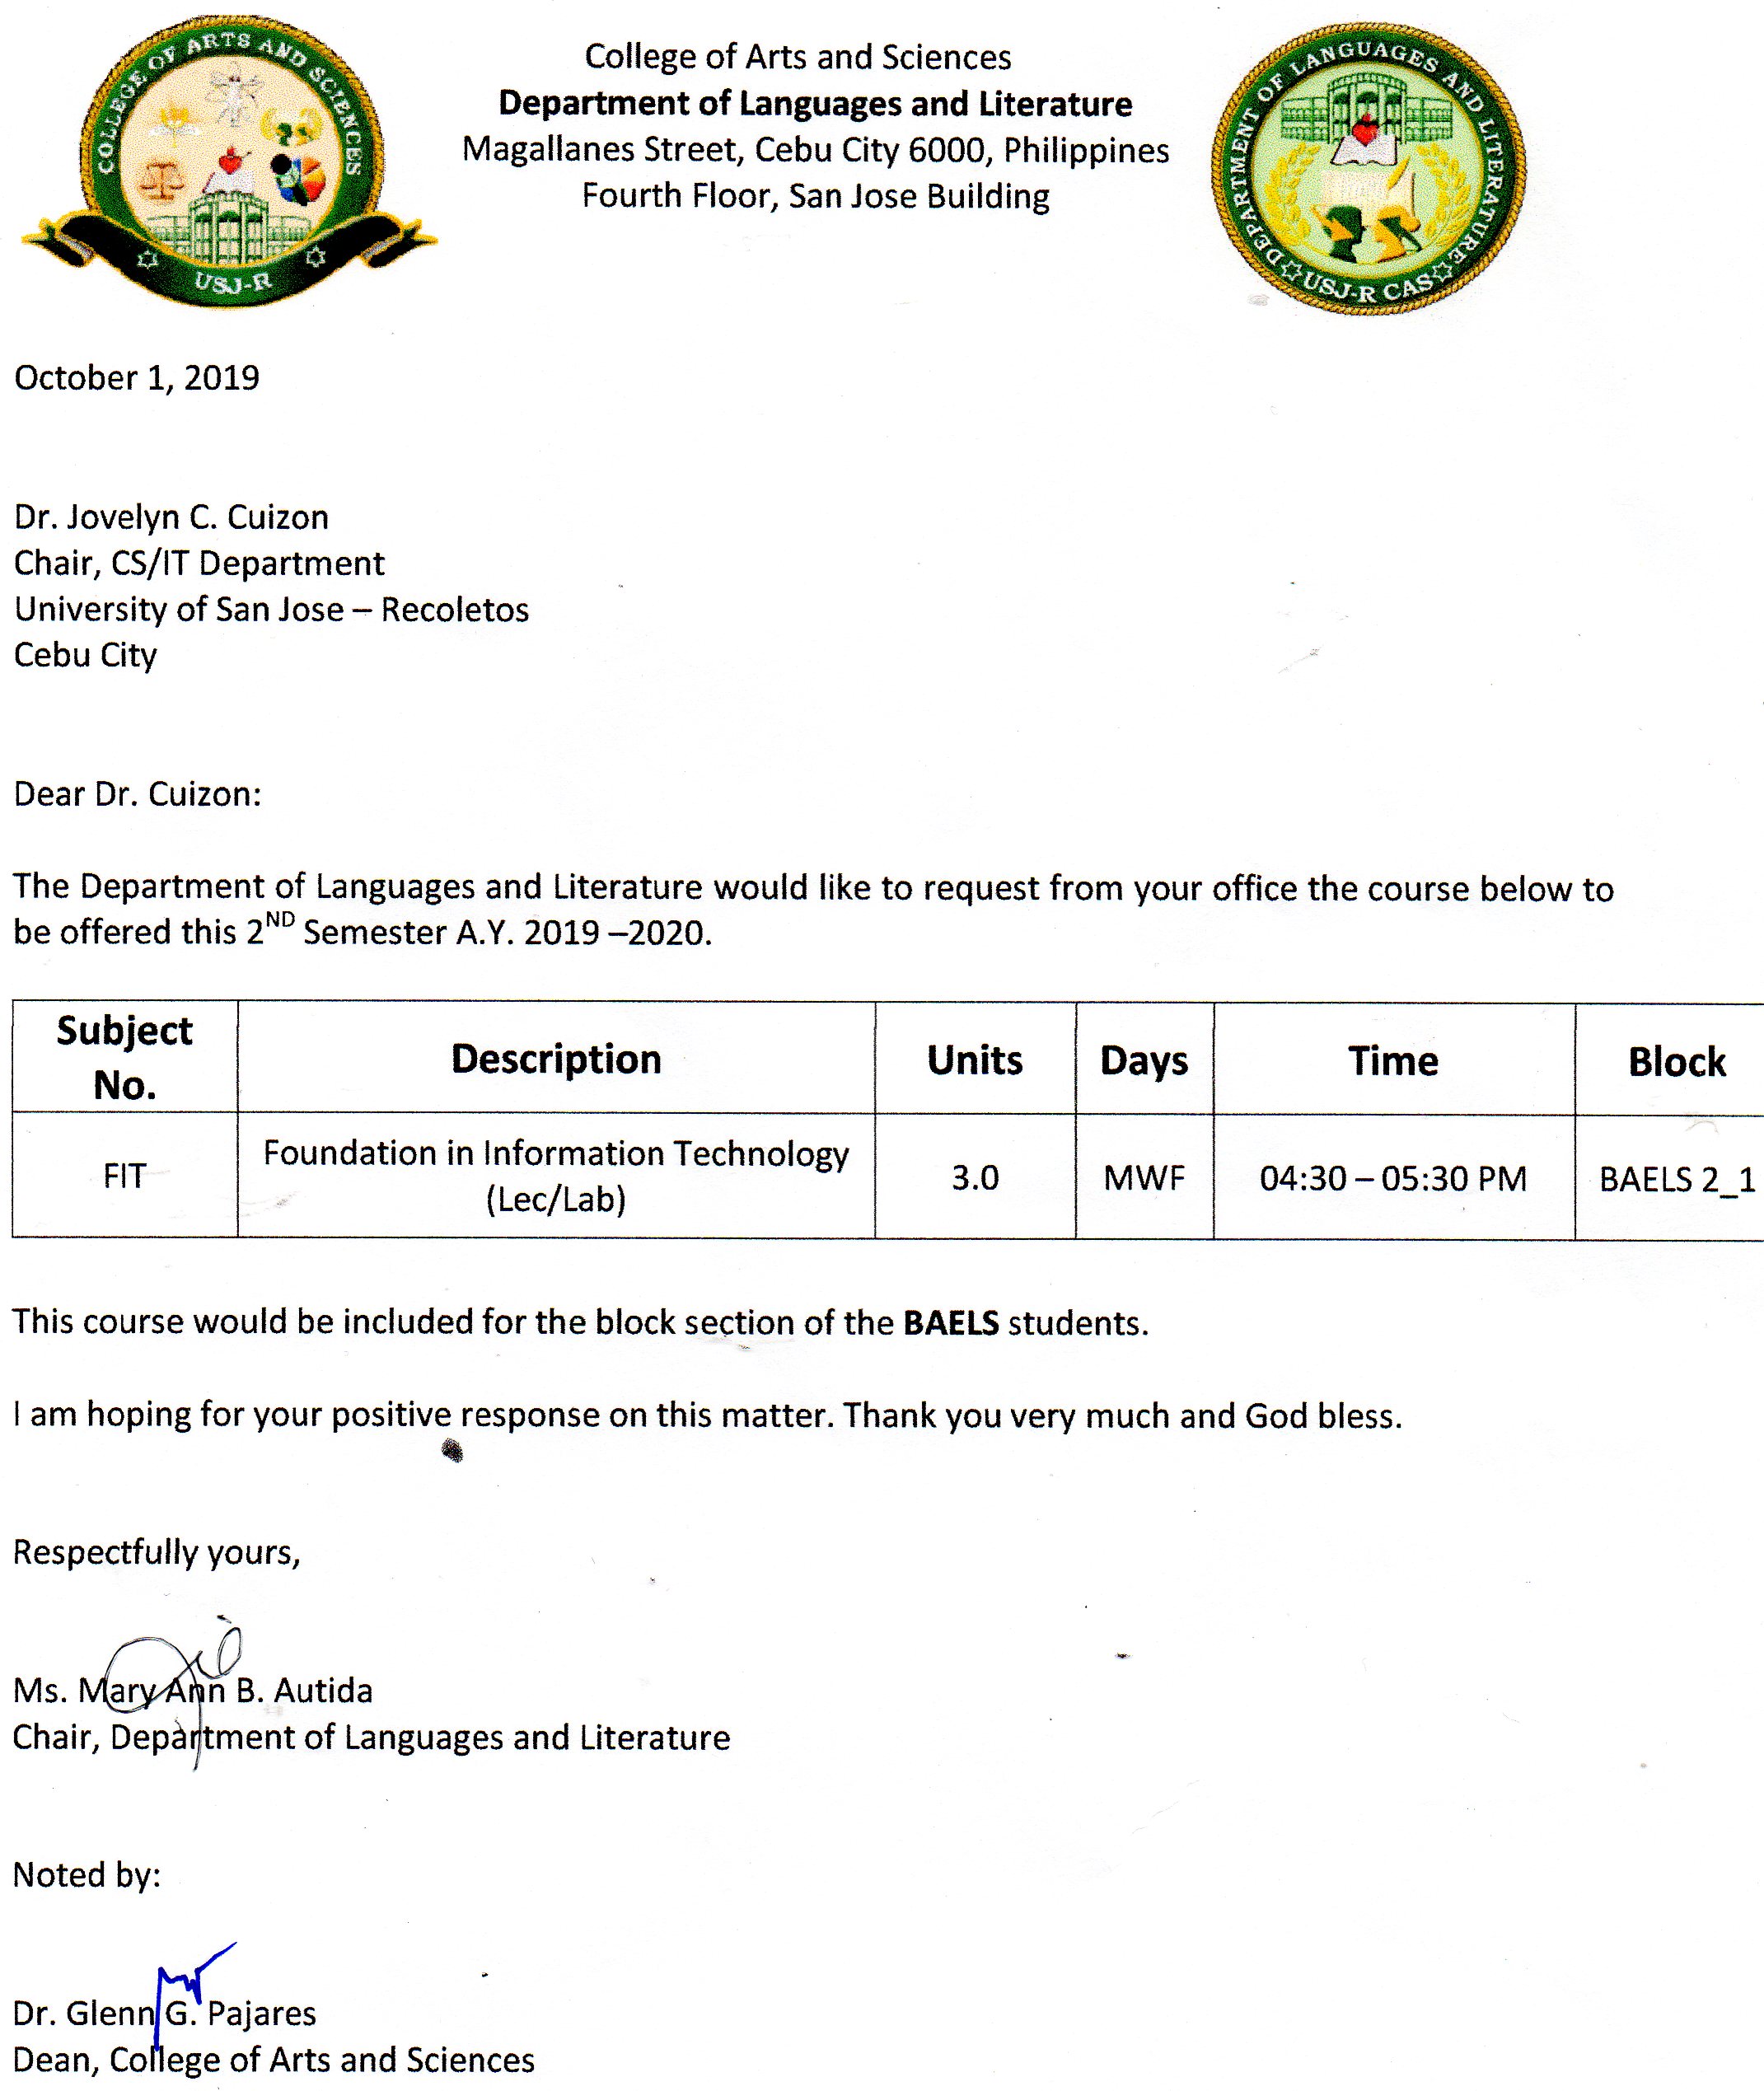 COLLEGE OF ARTS AND SCIENCES
USJ-R
College of Arts and Sciences
Department of Languages and Literature
Magallanes Street, Cebu City 6000, Philippines
Fourth Floor, San Jose Building
DEPARTMENT OF LANGUAGES AND LITERATURE
USJ-R CAS
October 1, 2019
Dr. Jovelyn C. Cuizon
Chair, CS/IT Department
University of San Jose – Recoletos
Cebu City
Dear Dr. Cuizon:
The Department of Languages and Literature would like to request from your office the course below to
be offered this 2ND Semester A.Y. 2019 –2020.
Subject No. Description Units Days Time Block
FIT Foundation in Information Technology (Lec/Lab) 3.0 MWF 04:30 – 05:30 PM BAELS 2_1
This course would be included for the block section of the BAELS students.
I am hoping for your positive response on this matter. Thank you very much and God bless.
Respectfully yours,
Ms. Mary Ann B. Autida
Chair, Department of Languages and Literature
Noted by:
Dr. Glenn G. Pajares
Dean, College of Arts and Sciences